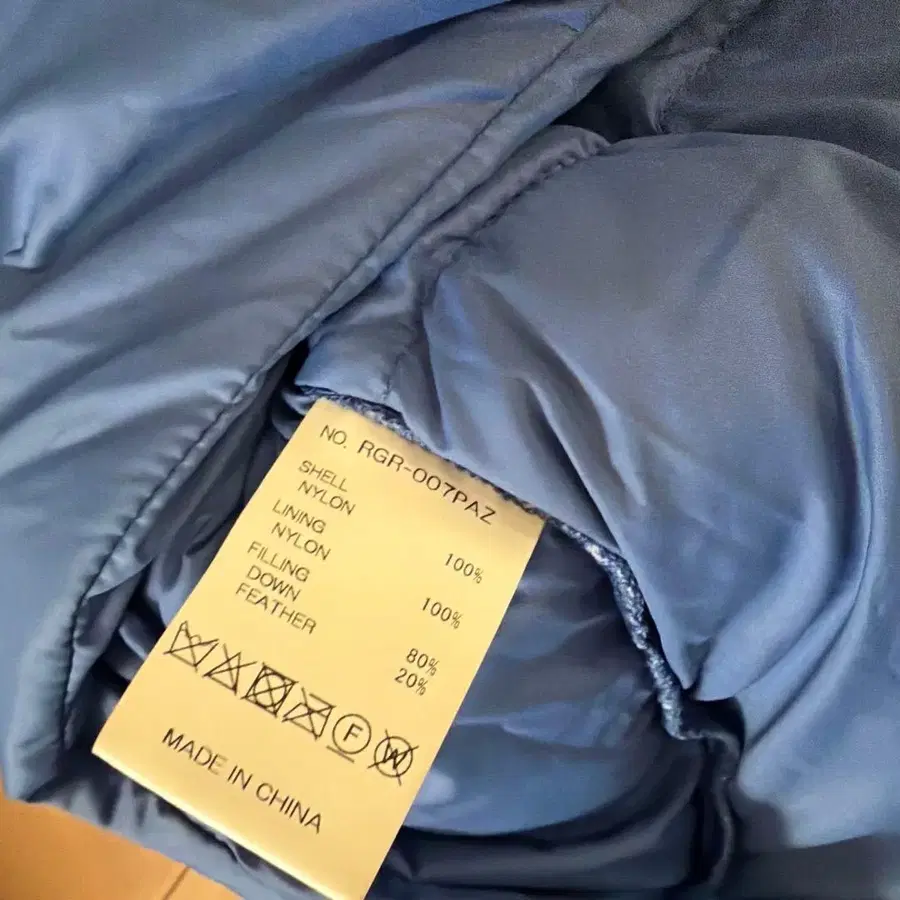 NO. RGR-007PAZ
SHELL
NYLON 100%
LINING
NYLON 100%
FILLING
DOWN 80%
FEATHER 20%
F W
MADE IN CHINA